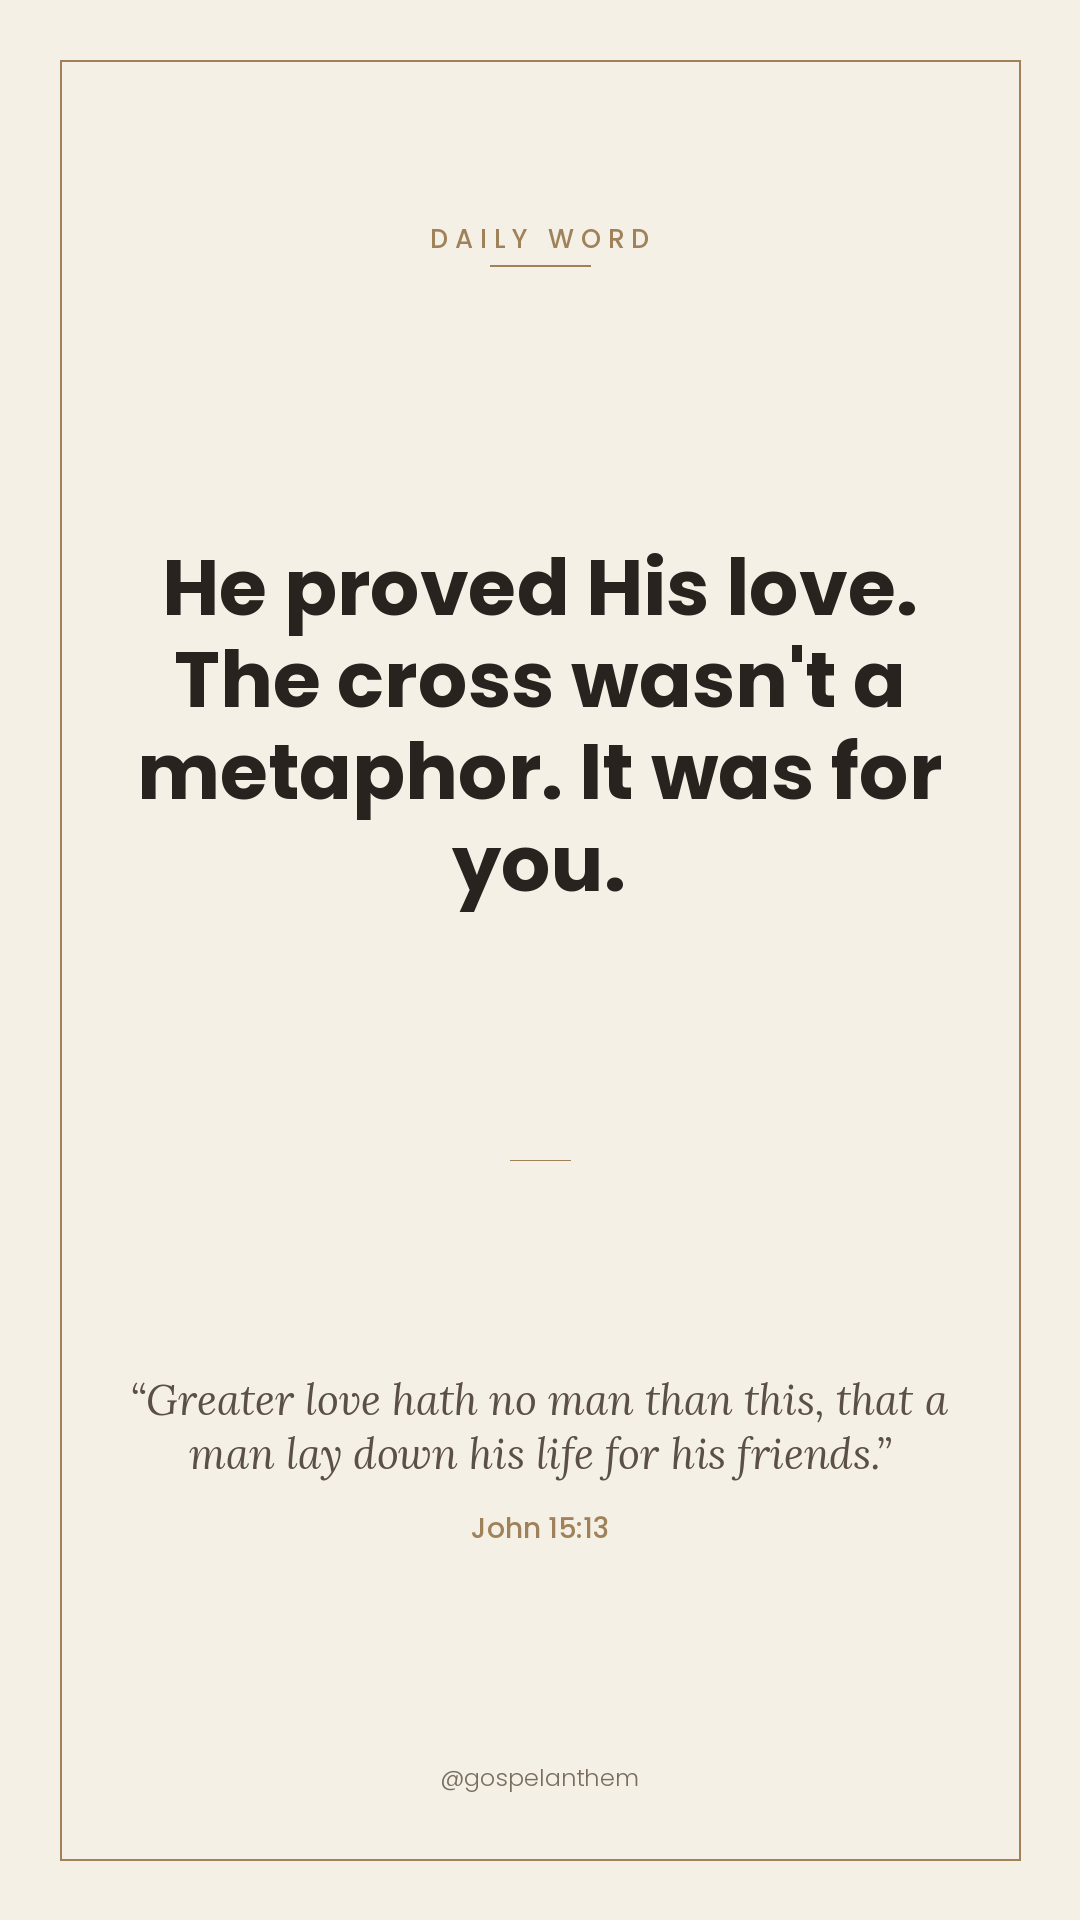 DAILY WORD
He proved His love.
The cross wasn't a
metaphor. It was for
you.
“Greater love hath no man than this, that a
man lay down his life for his friends.”
John 15:13
@gospelanthem